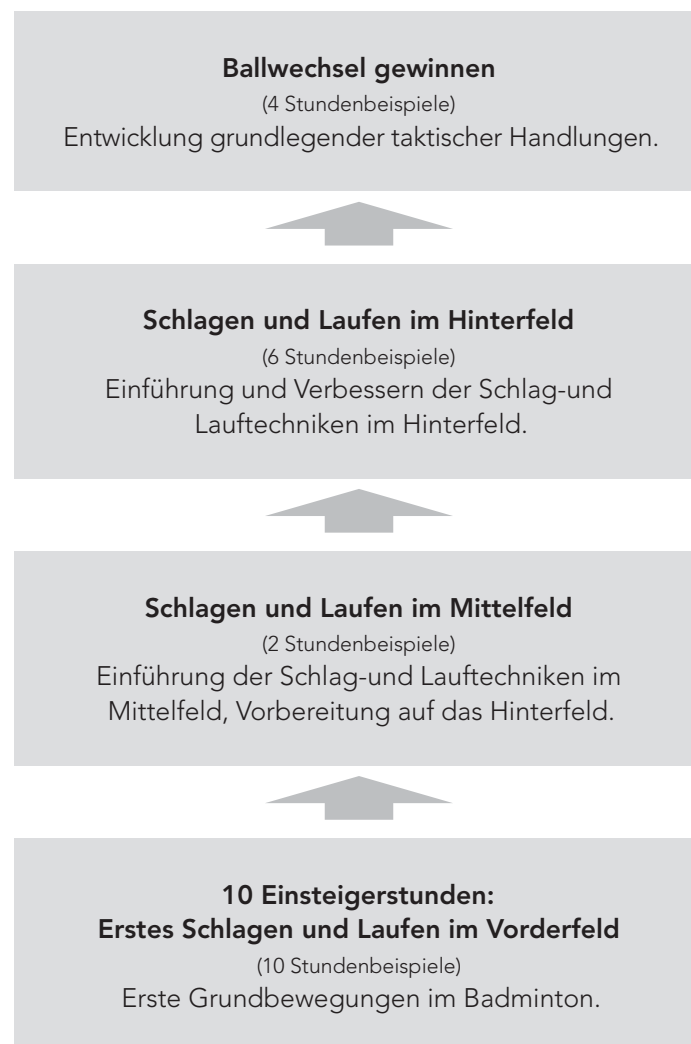 Ballwechsel gewinnen
(4 Stundenbeispiele)
Entwicklung grundlegender taktischer Handlungen.
Schlagen und Laufen im Hinterfeld
(6 Stundenbeispiele)
Einführung und Verbessern der Schlag-und
Lauftechniken im Hinterfeld.
Schlagen und Laufen im Mittelfeld
(2 Stundenbeispiele)
Einführung der Schlag-und Lauftechniken im
Mittelfeld, Vorbereitung auf das Hinterfeld.
10 Einsteigerstunden:
Erstes Schlagen und Laufen im Vorderfeld
(10 Stundenbeispiele)
Erste Grundbewegungen im Badminton.